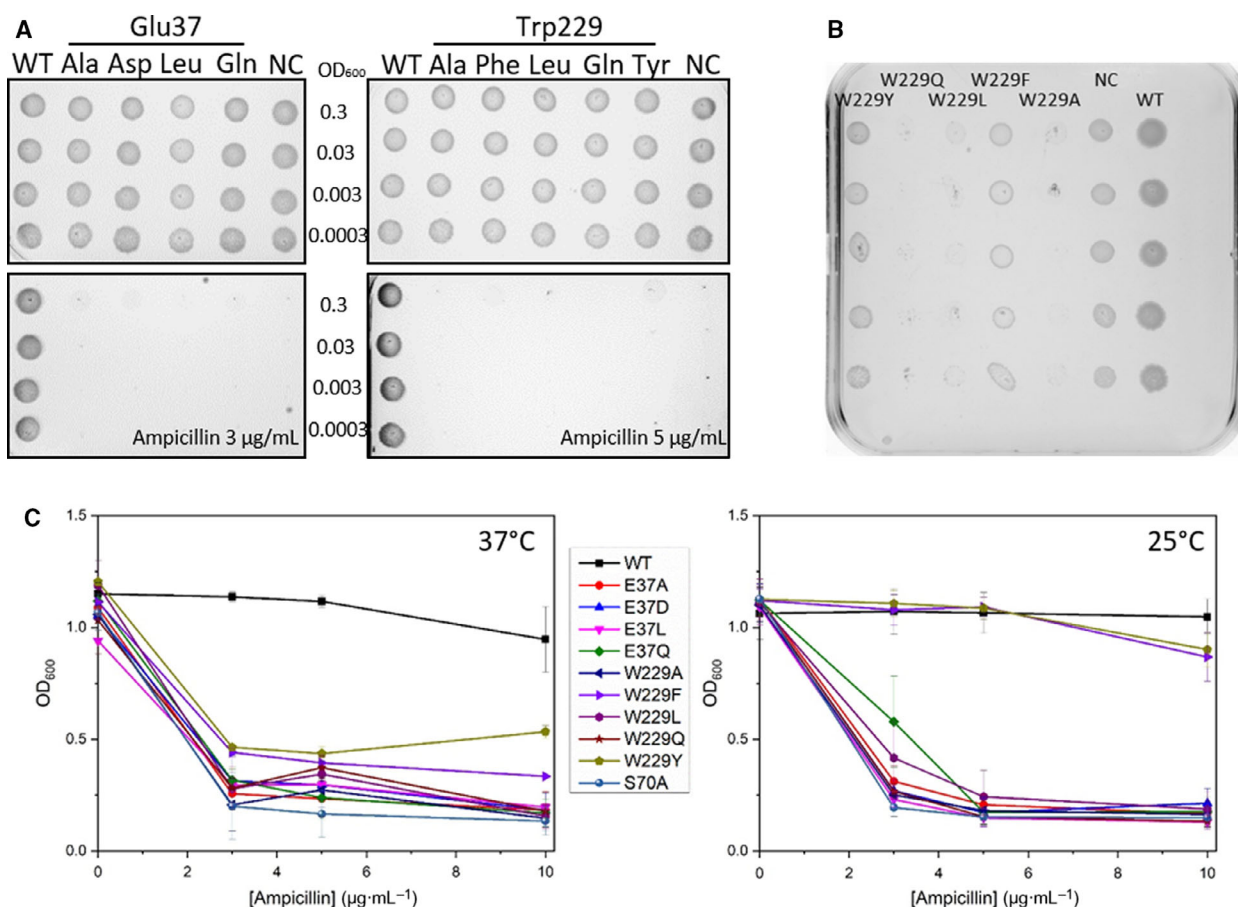 A
Glu37
Trp229
WT Ala Asp Leu Gln NC
OD600
WT Ala Phe Leu Gln Tyr NC
0.3
0.03
0.003
0.0003
0.3
0.03
0.003
0.0003
Ampicillin 3 µg/mL
Ampicillin 5 µg/mL
B
W229Q W229F NC
W229Y W229L W229A WT
C
37°C
1.5
1.0
0.5
0.0
OD600
0 2 4 6 8 10
[Ampicillin] (µg·mL–1)
WT
E37A
E37D
E37L
E37Q
W229A
W229F
W229L
W229Q
W229Y
S70A
25°C
1.5
1.0
0.5
0.0
OD600
0 2 4 6 8 10
[Ampicillin] (µg·mL–1)